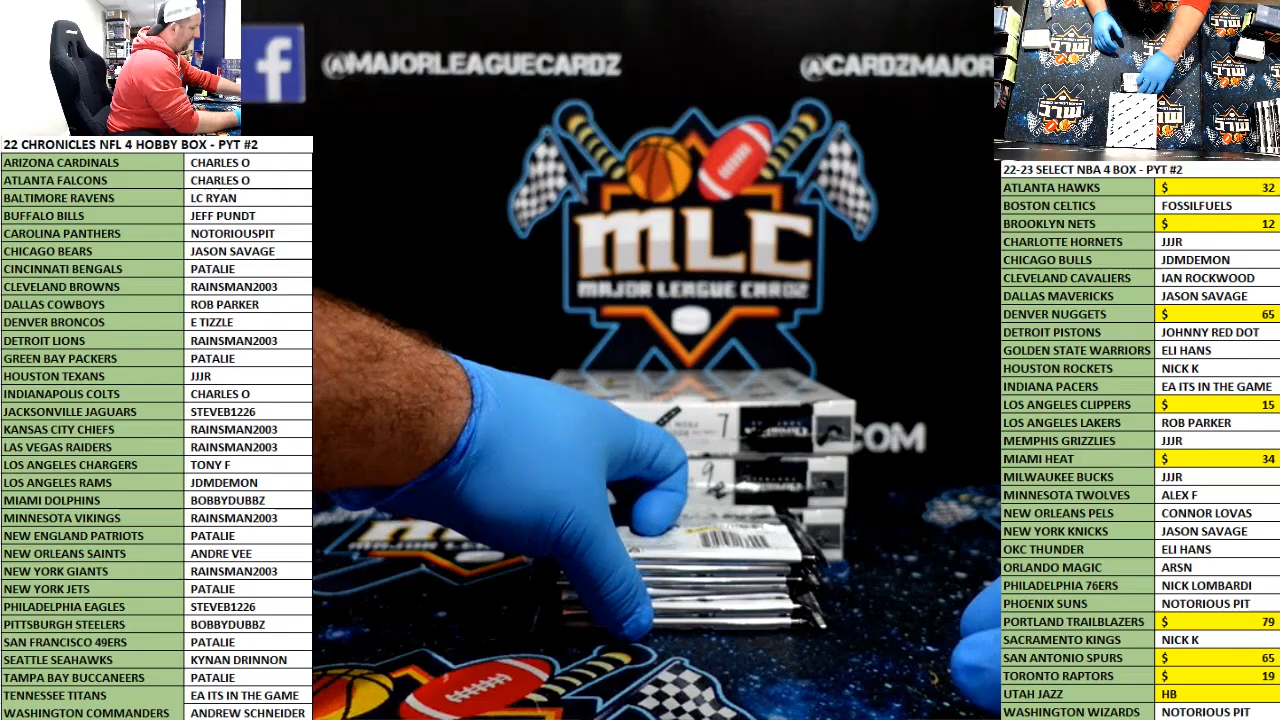 @MAJORLEAGUECARDZ
@CARDZMAJOR
MLC
MAJOR LEAGUE CARDZ
COM
7
9
22 CHRONICLES NFL 4 HOBBY BOX - PYT #2
ARIZONA CARDINALS CHARLES O
ATLANTA FALCONS CHARLES O
BALTIMORE RAVENS LC RYAN
BUFFALO BILLS JEFF PUNDT
CAROLINA PANTHERS NOTORIOUSPIT
CHICAGO BEARS JASON SAVAGE
CINCINNATI BENGALS PATALIE
CLEVELAND BROWNS RAINSMAN2003
DALLAS COWBOYS ROB PARKER
DENVER BRONCOS E TIZZLE
DETROIT LIONS RAINSMAN2003
GREEN BAY PACKERS PATALIE
HOUSTON TEXANS JJJR
INDIANAPOLIS COLTS CHARLES O
JACKSONVILLE JAGUARS STEVEB1226
KANSAS CITY CHIEFS RAINSMAN2003
LAS VEGAS RAIDERS RAINSMAN2003
LOS ANGELES CHARGERS TONY F
LOS ANGELES RAMS JDMDEMON
MIAMI DOLPHINS BOBBYDUBBZ
MINNESOTA VIKINGS RAINSMAN2003
NEW ENGLAND PATRIOTS PATALIE
NEW ORLEANS SAINTS ANDRE VEE
NEW YORK GIANTS RAINSMAN2003
NEW YORK JETS PATALIE
PHILADELPHIA EAGLES STEVEB1226
PITTSBURGH STEELERS BOBBYDUBBZ
SAN FRANCISCO 49ERS PATALIE
SEATTLE SEAHAWKS KYNAN DRINNON
TAMPA BAY BUCCANEERS PATALIE
TENNESSEE TITANS EA ITS IN THE GAME
WASHINGTON COMMANDERS ANDREW SCHNEIDER
22-23 SELECT NBA 4 BOX - PYT #2
ATLANTA HAWKS $ 32
BOSTON CELTICS FOSSILFUELS
BROOKLYN NETS $ 12
CHARLOTTE HORNETS JJJR
CHICAGO BULLS JDMDEMON
CLEVELAND CAVALIERS IAN ROCKWOOD
DALLAS MAVERICKS JASON SAVAGE
DENVER NUGGETS $ 65
DETROIT PISTONS JOHNNY RED DOT
GOLDEN STATE WARRIORS ELI HANS
HOUSTON ROCKETS NICK K
INDIANA PACERS EA ITS IN THE GAME
LOS ANGELES CLIPPERS $ 15
LOS ANGELES LAKERS ROB PARKER
MEMPHIS GRIZZLIES JJJR
MIAMI HEAT $ 34
MILWAUKEE BUCKS JJJR
MINNESOTA TWOLVES ALEX F
NEW ORLEANS PELS CONNOR LOVAS
NEW YORK KNICKS JASON SAVAGE
OKC THUNDER ELI HANS
ORLANDO MAGIC ARSN
PHILADELPHIA 76ERS NICK LOMBARDI
PHOENIX SUNS NOTORIOUS PIT
PORTLAND TRAILBLAZERS $ 79
SACRAMENTO KINGS NICK K
SAN ANTONIO SPURS $ 65
TORONTO RAPTORS $ 19
UTAH JAZZ HB
WASHINGTON WIZARDS NOTORIOUS PIT